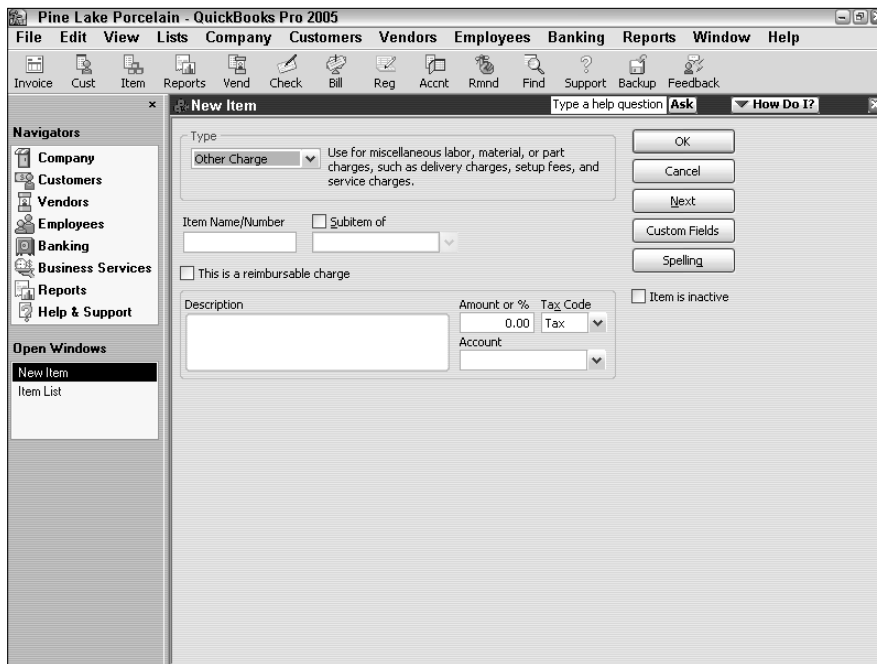 Pine Lake Porcelain - QuickBooks Pro 2005
File Edit View Lists Company Customers Vendors Employees Banking Reports Window Help
Invoice Cust Item Reports Vend Check Bill Reg Accnt Rmnd Find Support Backup Feedback
New Item Type a help question Ask How Do I?
Navigators
Company
Customers
Vendors
Employees
Banking
Business Services
Reports
Help & Support
Open Windows
New Item
Item List
Type
Other Charge
Use for miscellaneous labor, material, or part
charges, such as delivery charges, setup fees, and
service charges.
Item Name/Number Subitem of
This is a reimbursable charge
Description
Amount or % Tax Code
0.00 Tax
Account
OK
Cancel
Next
Custom Fields
Spelling
Item is inactive